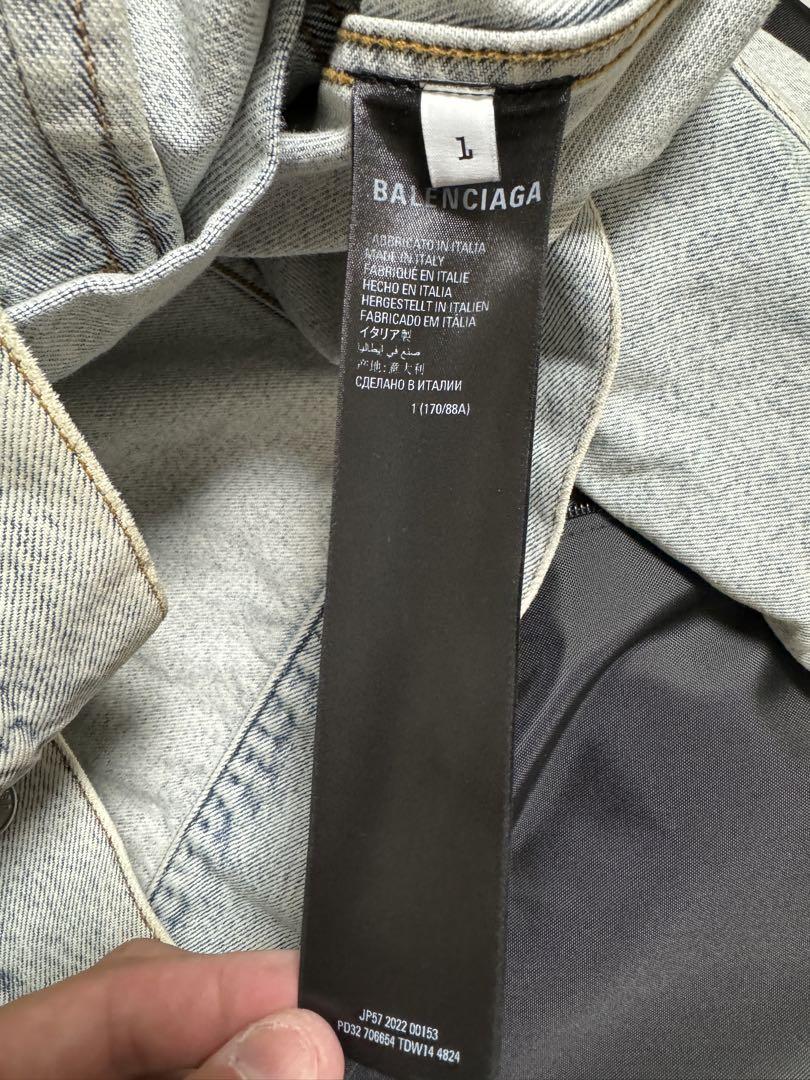 1
BALENCIAGA
FABBRICATO IN ITALIA
MADE IN ITALY
FABRIQUÉ EN ITALIE
HECHO EN ITALIA
HERGESTELLT IN ITALIEN
FABRICADO EM ITÁLIA
イタリア製
صنع في ايطاليا
产地:意大利
СДЕЛАНО В ИТАЛИИ
1 (170/88A)
JP57 2022 00153
PD32 706654 TDW14 4824